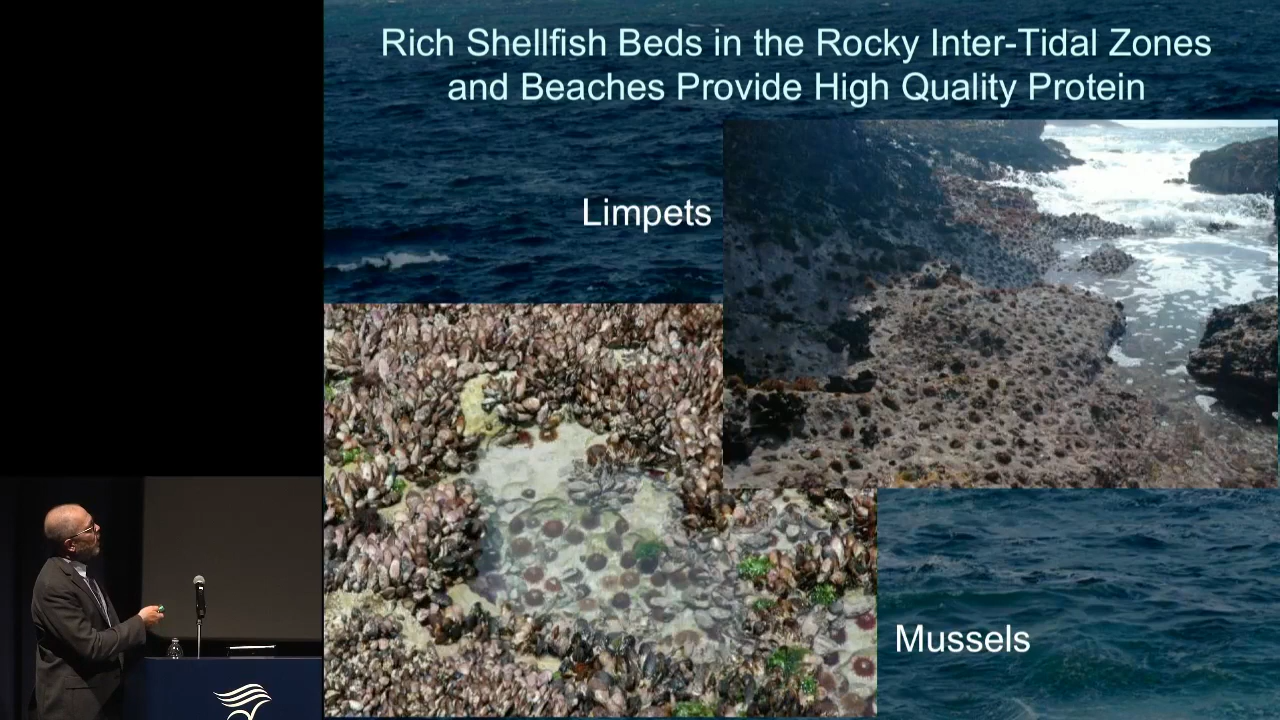 Rich Shellfish Beds in the Rocky Inter-Tidal Zones
and Beaches Provide High Quality Protein
Limpets
Mussels